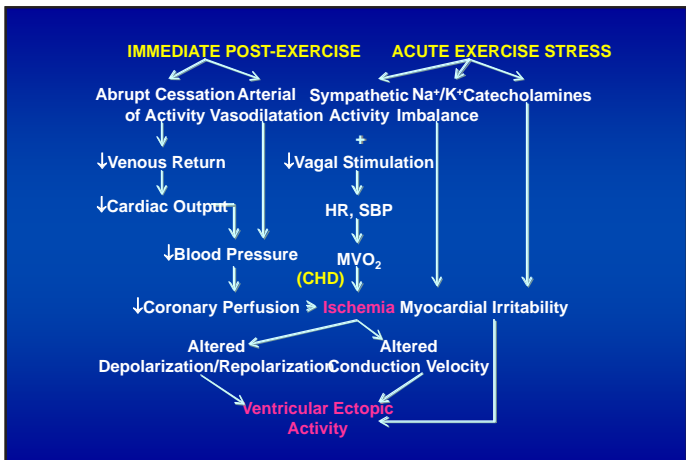 IMMEDIATE POST-EXERCISE
ACUTE EXERCISE STRESS
Abrupt Cessation
of Activity
Arterial
Vasodilatation
Sympathetic
Activity
Na⁺/K⁺
Imbalance
Catecholamines
+
↓Venous Return
↓Vagal Stimulation
↓Cardiac Output
HR, SBP
↓Blood Pressure
MVO₂
(CHD)
↓Coronary Perfusion
Ischemia
Myocardial Irritability
Altered
Depolarization/Repolarization
Altered
Conduction Velocity
Ventricular Ectopic
Activity